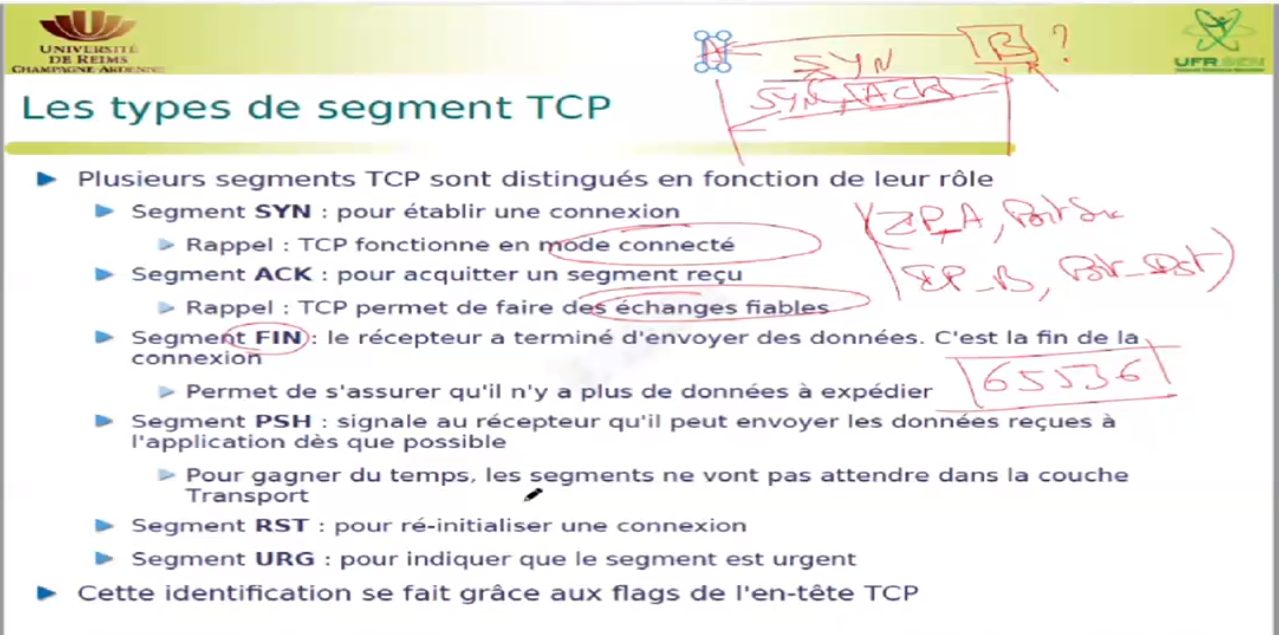 UNIVERSITÉ
DE REIMS
CHAMPAGNE-ARDENNE
A
B
?
UFR SEN
SYN
SYN, ACK
Les types de segment TCP
Plusieurs segments TCP sont distingués en fonction de leur rôle
Segment SYN : pour établir une connexion
IP_A,
Rappel : TCP fonctionne en mode connecté
Segment ACK : pour acquitter un segment reçu
IP_B,
Rappel : TCP permet de faire des échanges fiables
Segment FIN : le récepteur a terminé d'envoyer des données. C'est la fin de la
connexion
65536
Permet de s'assurer qu'il n'y a plus de données à expédier
Segment PSH : signale au récepteur qu'il peut envoyer les données reçues à
l'application dès que possible
Pour gagner du temps, les segments ne vont pas attendre dans la couche
Transport
Segment RST : pour ré-initialiser une connexion
Segment URG : pour indiquer que le segment est urgent
Cette identification se fait grâce aux flags de l'en-tête TCP